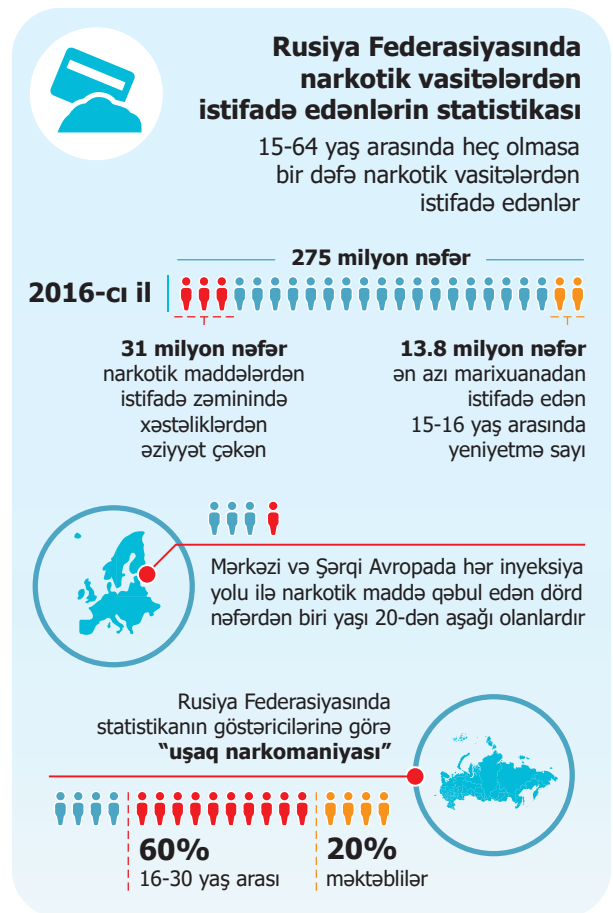 Rusiya Federasiyasında
narkotik vasitələrdən
istifadə edənlərin statistikası
15-64 yaş arasında heç olmasa
bir dəfə narkotik vasitələrdən
istifadə edənlər
275 milyon nəfər
2016-cı il
31 milyon nəfər
narkotik maddələrdən
istifadə zəminində
xəstəliklərdən
əziyyət çəkən
13.8 milyon nəfər
ən azı marixuanadan
istifadə edən
15-16 yaş arasında
yeniyetmə sayı
Mərkəzi və Şərqi Avropada hər inyeksiya
yolu ilə narkotik maddə qəbul edən dörd
nəfərdən biri yaşı 20-dən aşağı olanlardır
Rusiya Federasiyasında
statistikanın göstəricilərinə görə
“uşaq narkomaniyası”
60%
16-30 yaş arası
20%
məktəblilər